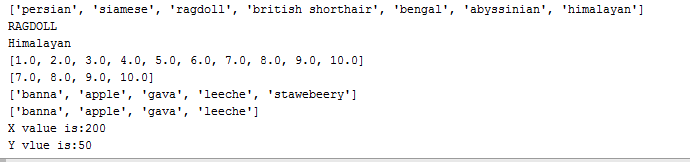 ['persian', 'siamese', 'ragdoll', 'british shorthair', 'bengal', 'abyssinian', 'himalayan']
RAGDOLL
Himalayan
[1.0, 2.0, 3.0, 4.0, 5.0, 6.0, 7.0, 8.0, 9.0, 10.0]
[7.0, 8.0, 9.0, 10.0]
['banna', 'apple', 'gava', 'leeche', 'stawebeery']
['banna', 'apple', 'gava', 'leeche']
X value is:200
Y vlue is:50